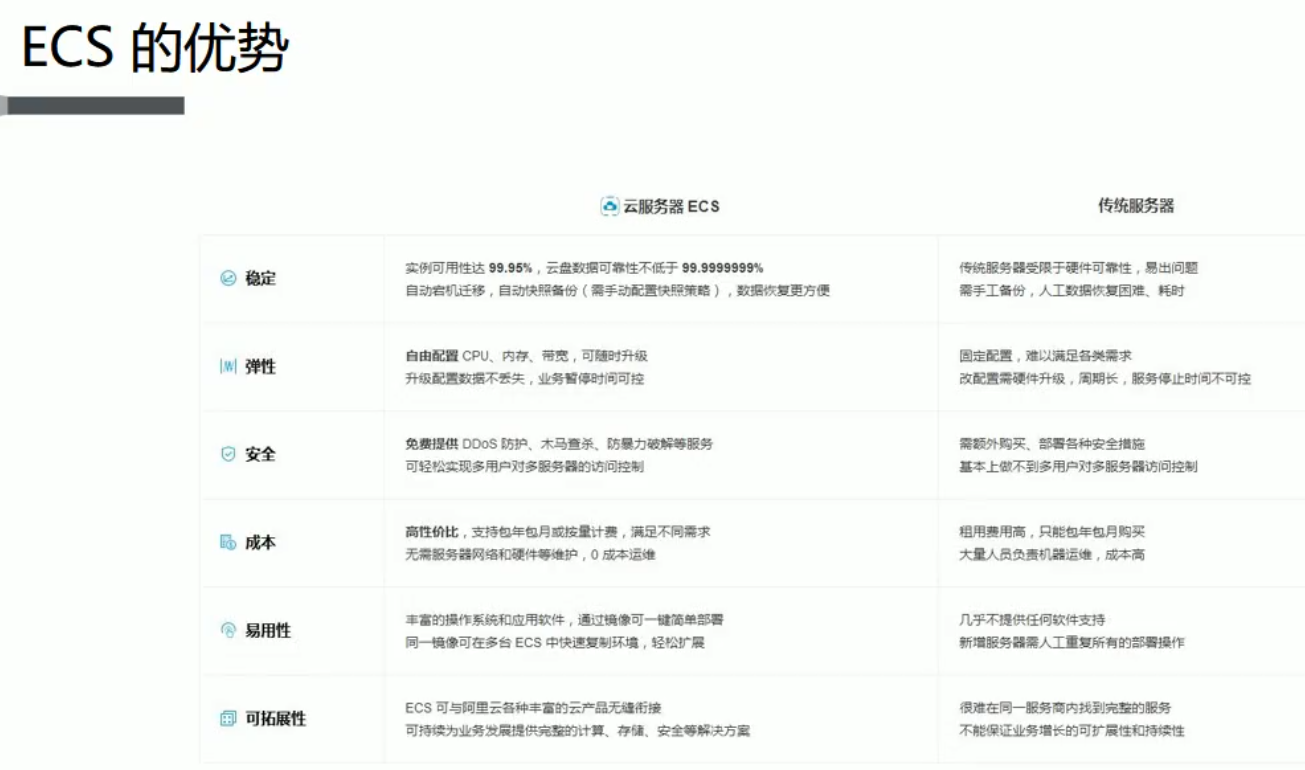 ECS 的优势
云服务器 ECS
传统服务器
稳定
实例可用性达 99.95%，云盘数据可靠性不低于 99.9999999%
自动宕机迁移，自动快照备份（需手动配置快照策略），数据恢复更方便
传统服务器受限于硬件可靠性，易出问题
需手工备份，人工数据恢复困难、耗时
弹性
自由配置 CPU、内存、带宽，可随时升级
升级配置数据不丢失，业务暂停时间可控
固定配置，难以满足各类需求
改配置需硬件升级，周期长，服务停止时间不可控
安全
免费提供 DDoS 防护、木马查杀、防暴力破解等服务
可轻松实现多用户对多服务器的访问控制
需额外购买、部署各种安全措施
基本上做不到多用户对多服务器访问控制
成本
高性价比，支持包年包月或按量计费，满足不同需求
无需服务器网络和硬件等维护，0 成本运维
租用费用高，只能包年包月购买
大量人员负责机器运维，成本高
易用性
丰富的操作系统和应用软件，通过镜像可一键简单部署
同一镜像可在多台 ECS 中快速复制环境，轻松扩展
几乎不提供任何软件支持
新增服务器需人工重复所有的部署操作
可拓展性
ECS 可与阿里云各种丰富的云产品无缝衔接
可持续为业务发展提供完整的计算、存储、安全等解决方案
很难在同一服务商内找到完整的服务
不能保证业务增长的可扩展性和持续性